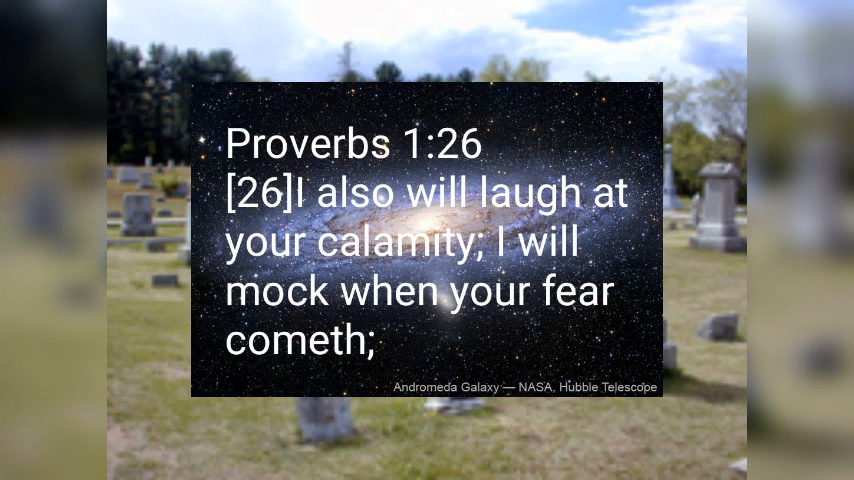 Proverbs 1:26
[26]I also will laugh at
your calamity; I will
mock when your fear
cometh;
Andromeda Galaxy — NASA, Hubble Telescope